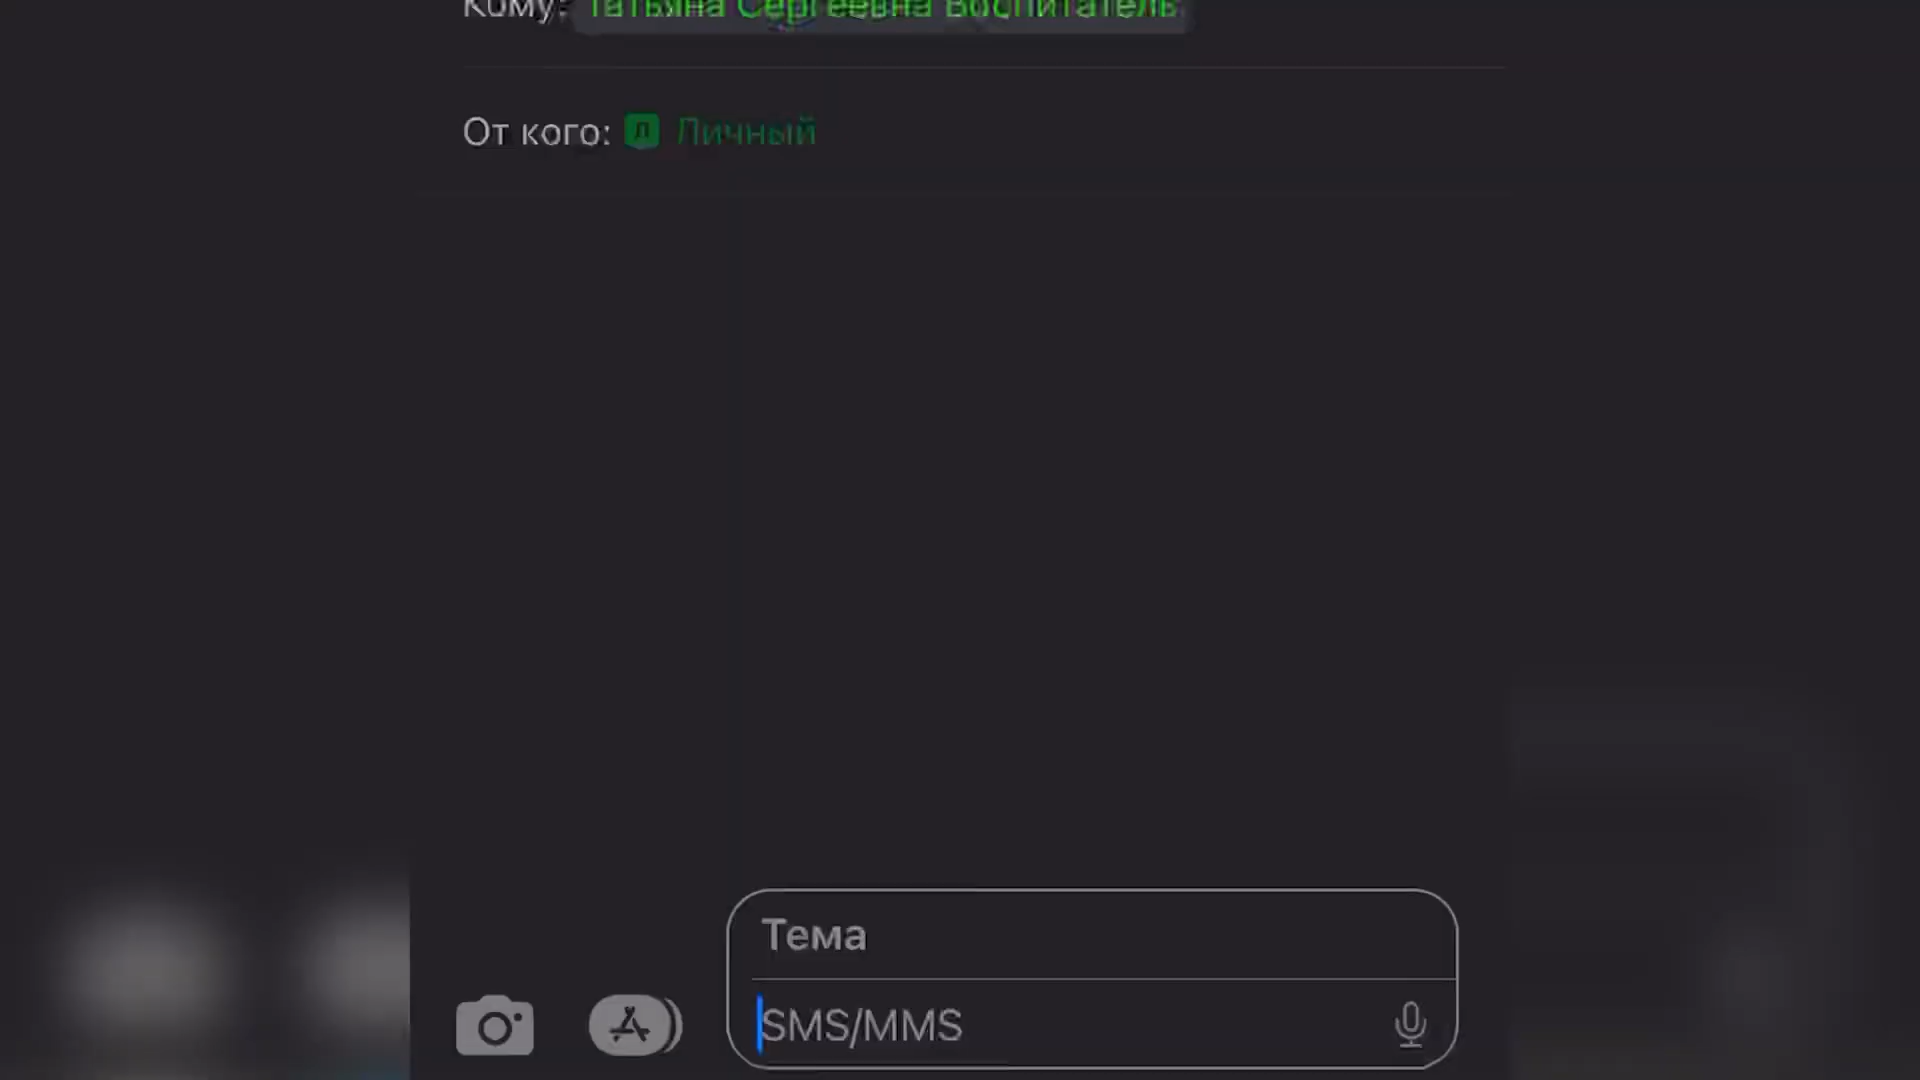 Кому: Татьяна Сергеевна Воспитатель
От кого: Л Личный
Тема
SMS/MMS